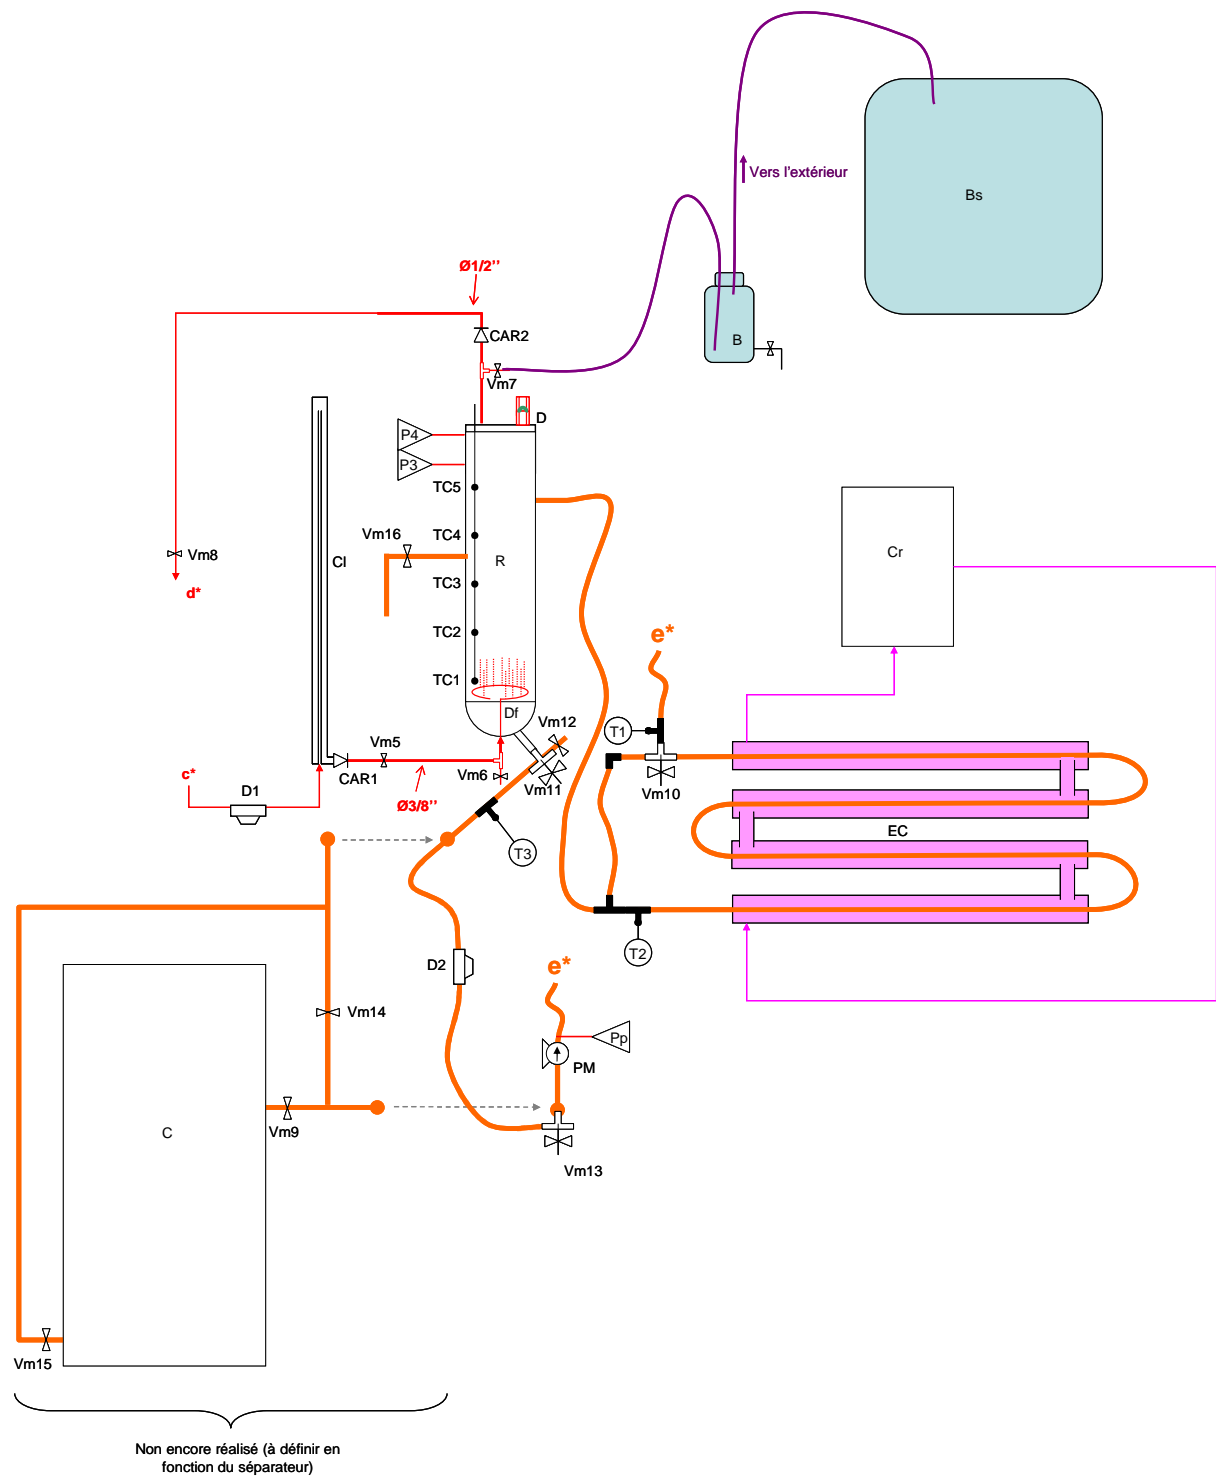 Vers l'extérieur
Bs
Ø1/2’’
CAR2
B
Vm7
D
P4
P3
TC5
Vm16
TC4
Cr
Vm8
CI
R
d*
TC3
TC2
e*
TC1
Df
Vm12
T1
Vm5
c*
CAR1
Vm6
Vm11
Vm10
D1
Ø3/8’’
EC
T3
T2
D2
e*
Vm14
Pp
PM
Vm9
C
Vm13
Vm15
Non encore réalisé (à définir en
fonction du séparateur)